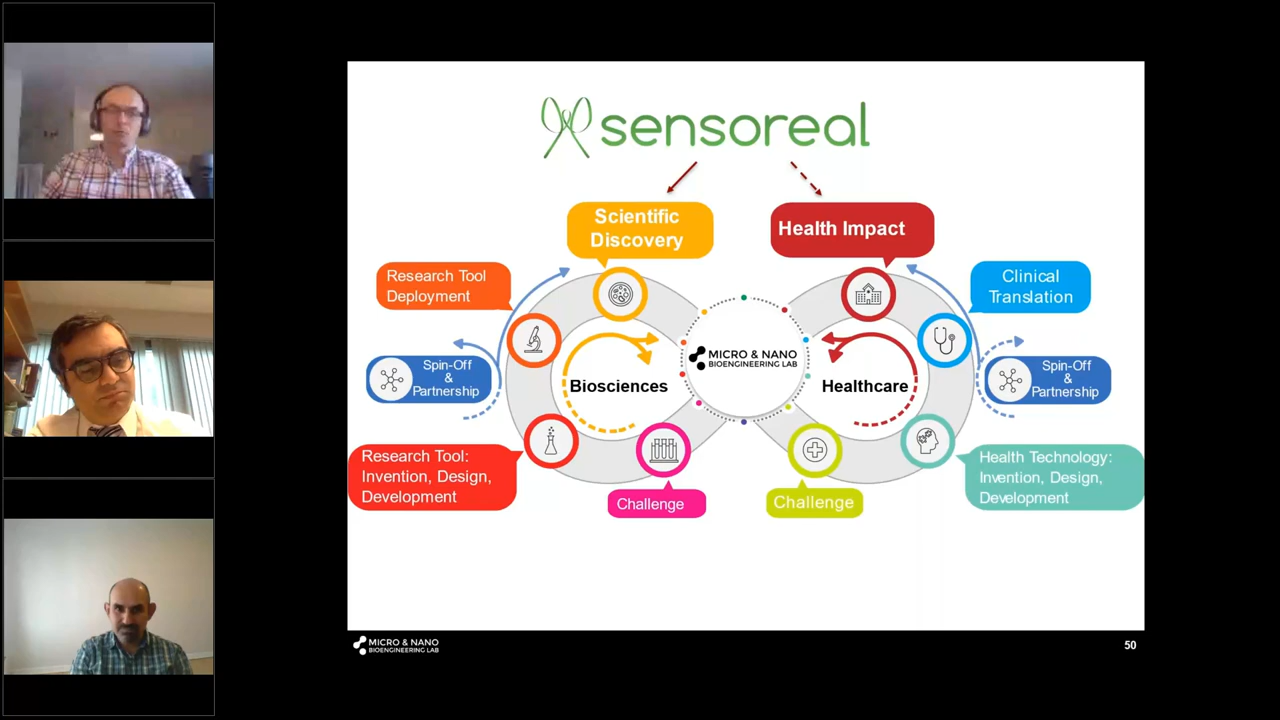 sensoreal
Scientific
Discovery
Health Impact
Research Tool
Deployment
Clinical
Translation
Spin-Off
&
Partnership
Biosciences
MICRO & NANO
BIOENGINEERING LAB
Healthcare
Spin-Off
&
Partnership
Research Tool:
Invention, Design,
Development
Challenge
Challenge
Health Technology:
Invention, Design,
Development
MICRO & NANO
BIOENGINEERING LAB
50